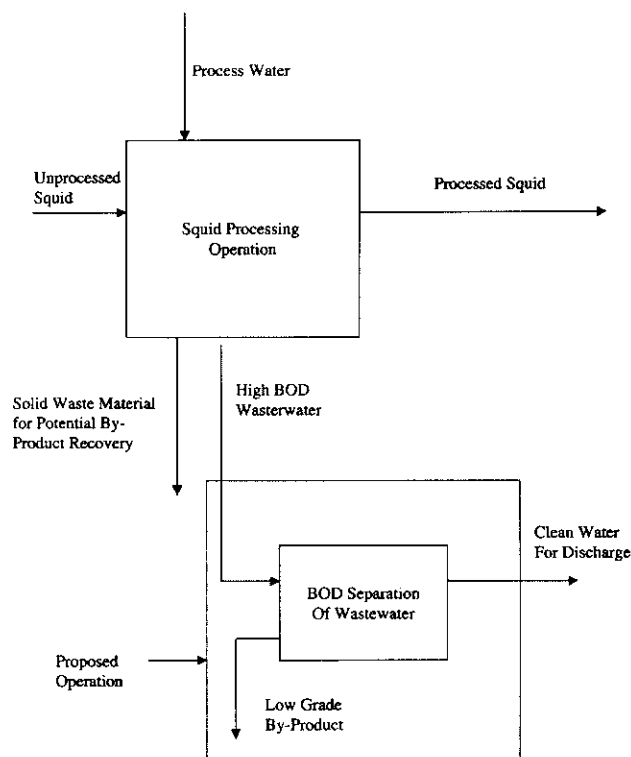 Process Water
Unprocessed
Squid
Processed Squid
Squid Processing
Operation
High BOD
Wasterwater
Solid Waste Material
for Potential By-
Product Recovery
Clean Water
For Discharge
BOD Separation
Of Wastewater
Proposed
Operation
Low Grade
By-Product